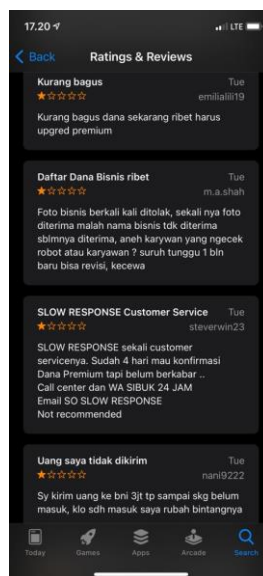 17.20
LTE
Back
Ratings & Reviews
Kurang bagus
Tue
emilialili19
Kurang bagus dana sekarang ribet harus
upgred premium
Daftar Dana Bisnis ribet
Tue
m.a.shah
Foto bisnis berkali kali ditolak, sekali nya foto
diterima malah nama bisnis tdk diterima
sblmnya diterima, aneh karywan yang ngecek
robot atau karyawan ? suruh tunggu 1 bln
baru bisa revisi, kecewa
SLOW RESPONSE Customer
Service
Tue
steverwin23
SLOW RESPONSE sekali customer
servicenya. Sudah 4 hari mau konfirmasi
Dana Premium tapi belum berkabar ..
Call center dan WA SIBUK 24 JAM
Email SO SLOW RESPONSE
Not recommended
Uang saya tidak dikirim
Tue
nani9222
Sy kirim uang ke bni 3jt tp sampai skg belum
masuk, klo sdh masuk saya rubah bintangnya
Today
Games
Apps
Arcade
Search